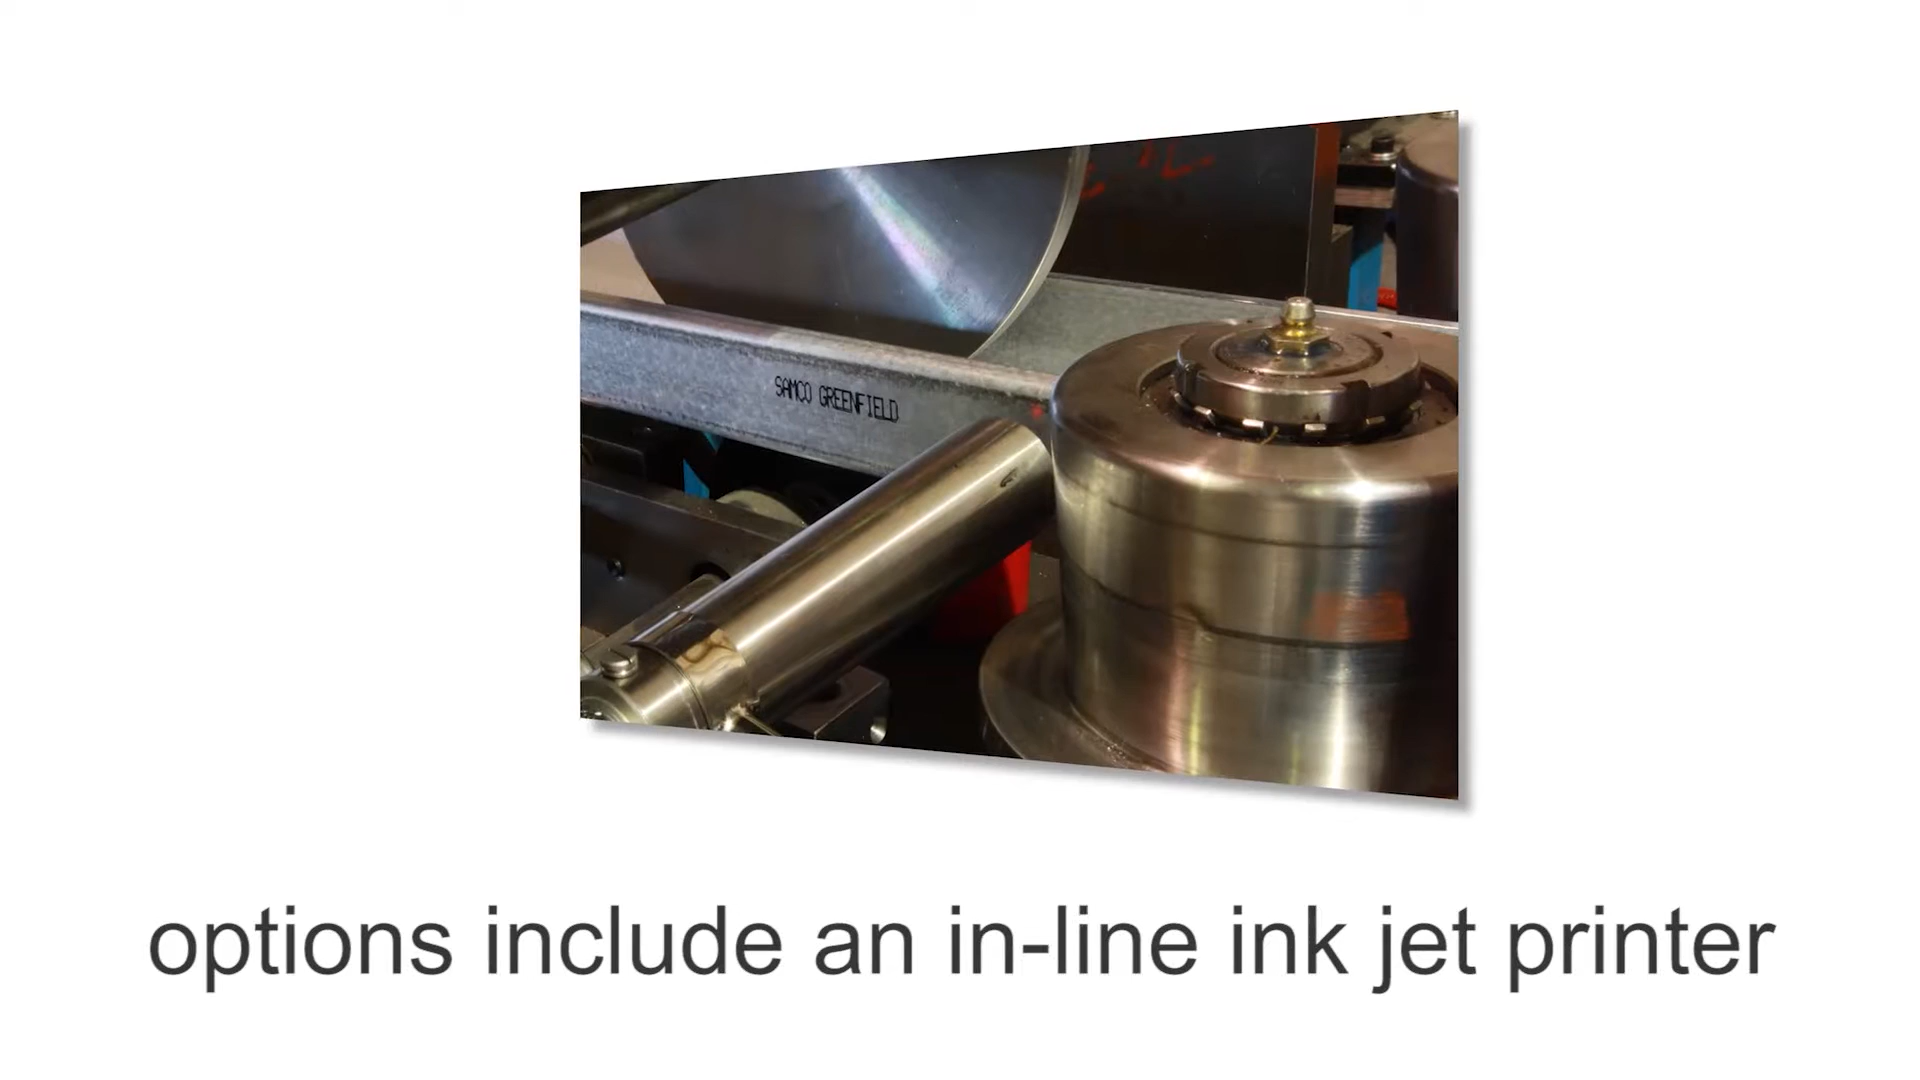 SAMCO GREENFIELD
options include an in-line ink jet printer